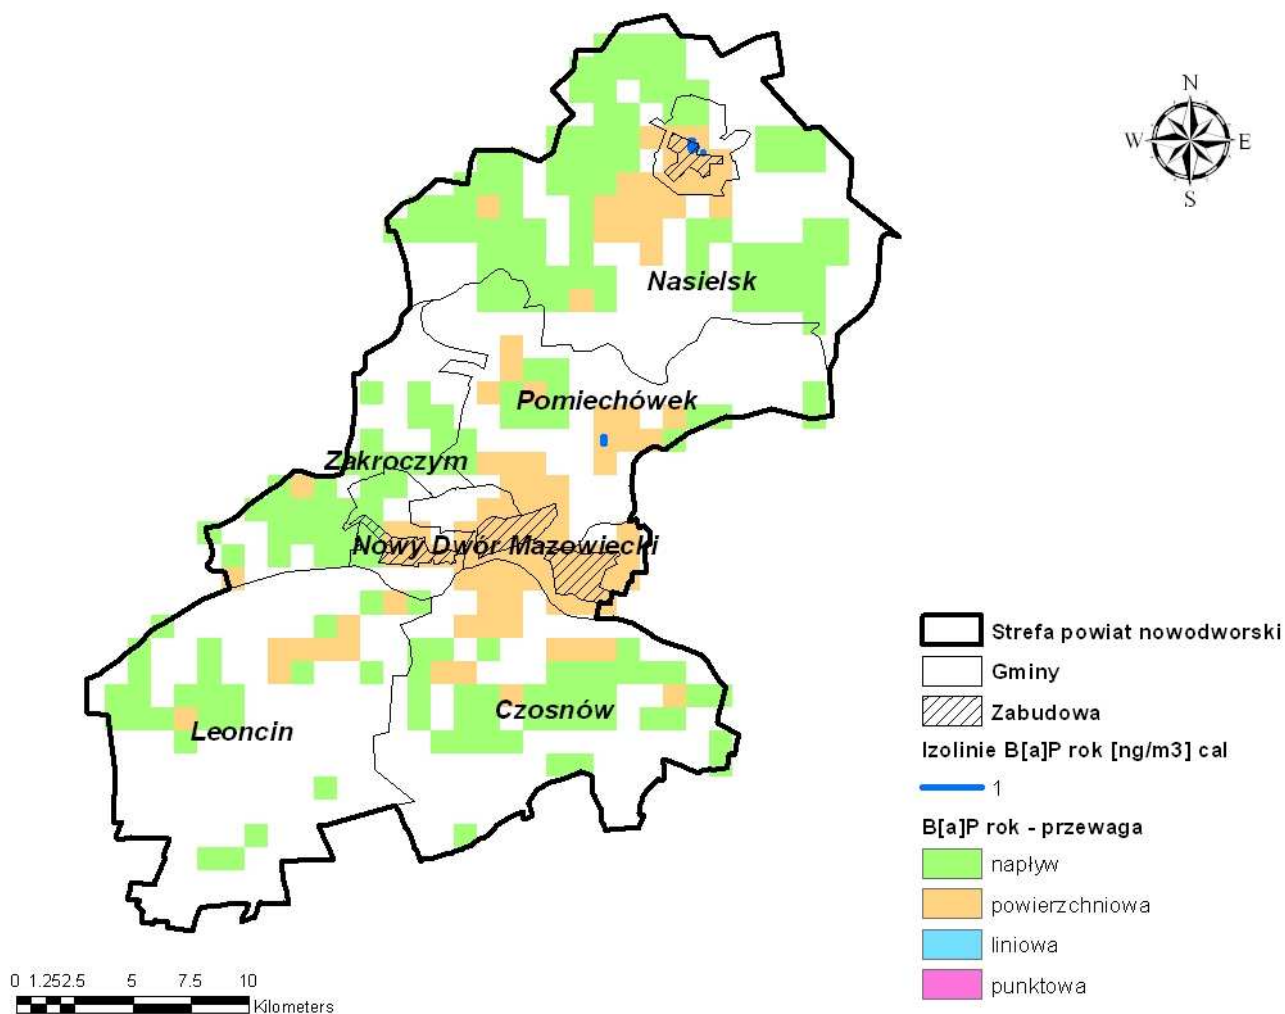 N
W
E
S
Nasielsk
Pomiechówek
Zakroczym
Nowy Dwór Mazowiecki
Czosnów
Leoncin
Strefa powiat nowodworski
Gminy
Zabudowa
Izolinie B[a]P rok [ng/m3] cal
1
B[a]P rok - przewaga
napływ
powierzchniowa
liniowa
punktowa
0 1.252.5 5 7.5 10
Kilometers